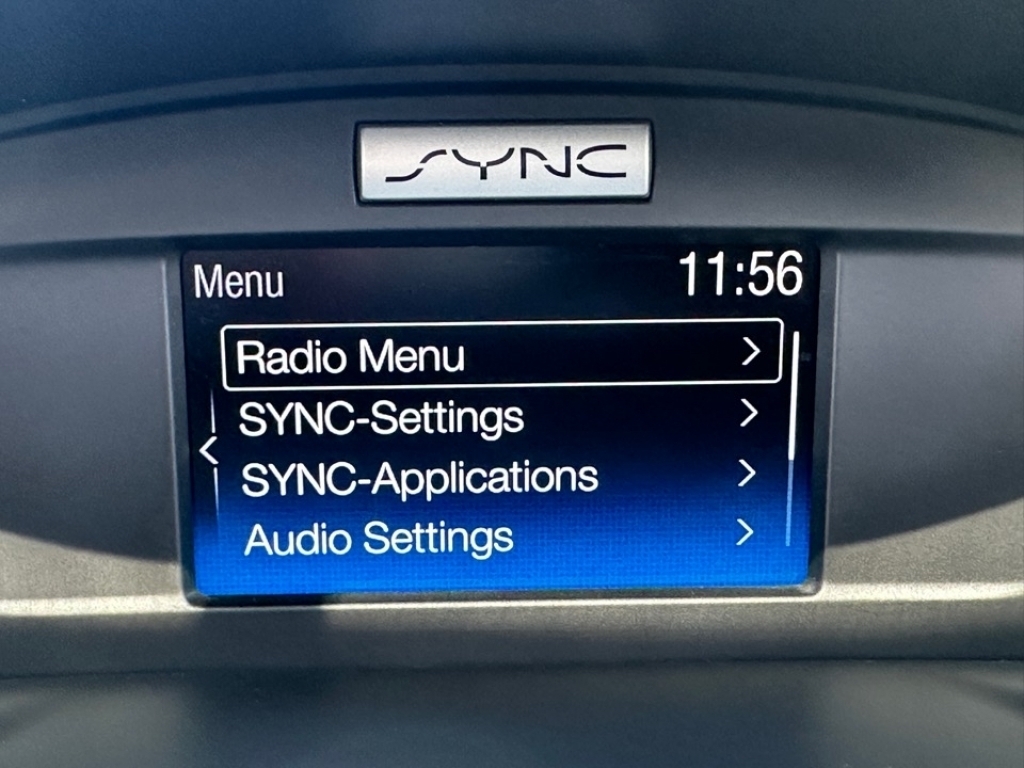 SYNC
Menu 11:56
Radio Menu
SYNC-Settings
SYNC-Applications
Audio Settings